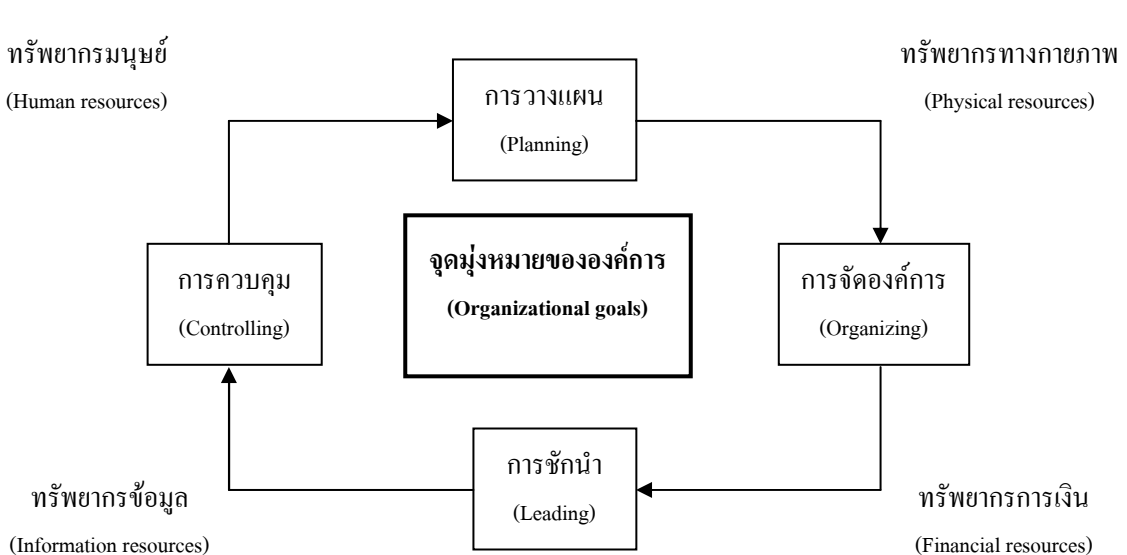 ทรัพยากรมนุษย์
(Human resources)
ทรัพยากรทางกายภาพ
(Physical resources)
การวางแผน
(Planning)
จุดมุ่งหมายขององค์การ
(Organizational goals)
การควบคุม
(Controlling)
การจัดองค์การ
(Organizing)
การชักนำ
(Leading)
ทรัพยากรข้อมูล
(Information resources)
ทรัพยากรการเงิน
(Financial resources)